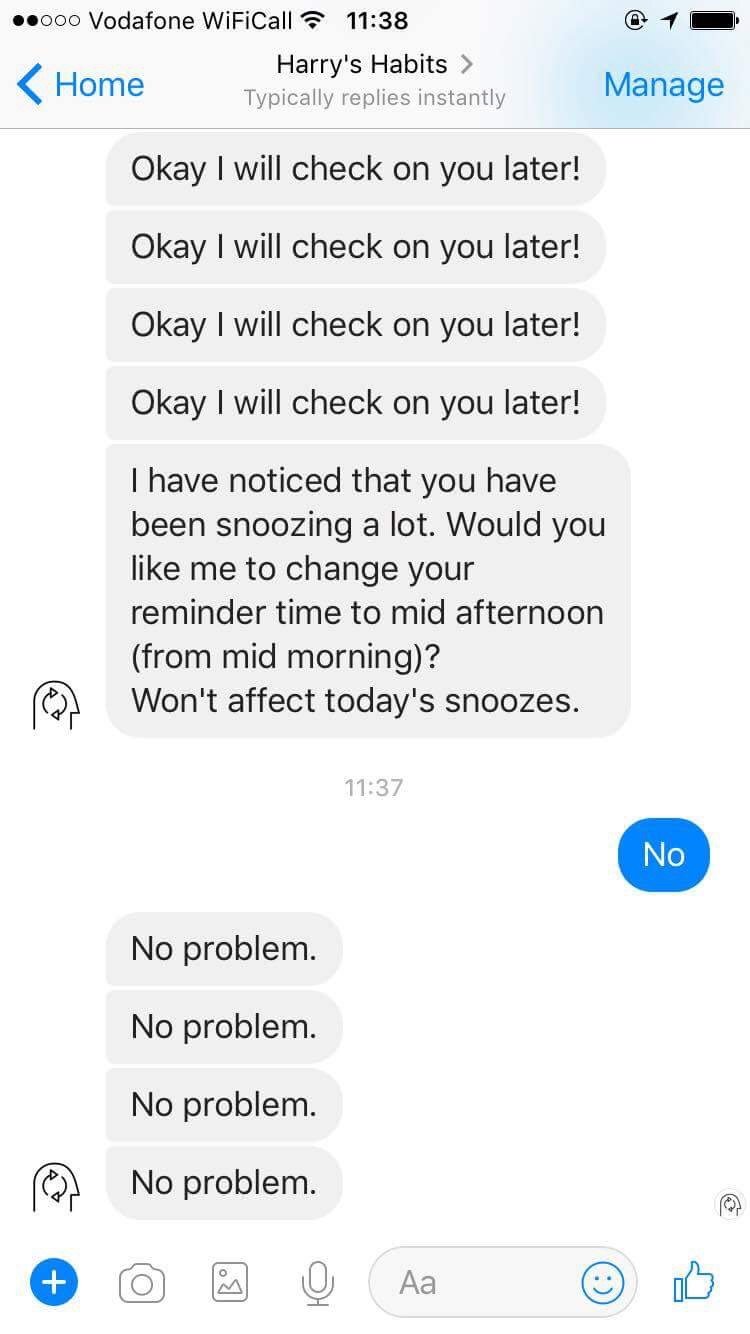 Vodafone WiFiCall 11:38
Home
Harry's Habits
Typically replies instantly
Manage
Okay I will check on you later!
Okay I will check on you later!
Okay I will check on you later!
Okay I will check on you later!
I have noticed that you have
been snoozing a lot. Would you
like me to change your
reminder time to mid afternoon
(from mid morning)?
Won't affect today's snoozes.
11:37
No
No problem.
No problem.
No problem.
No problem.
Aa